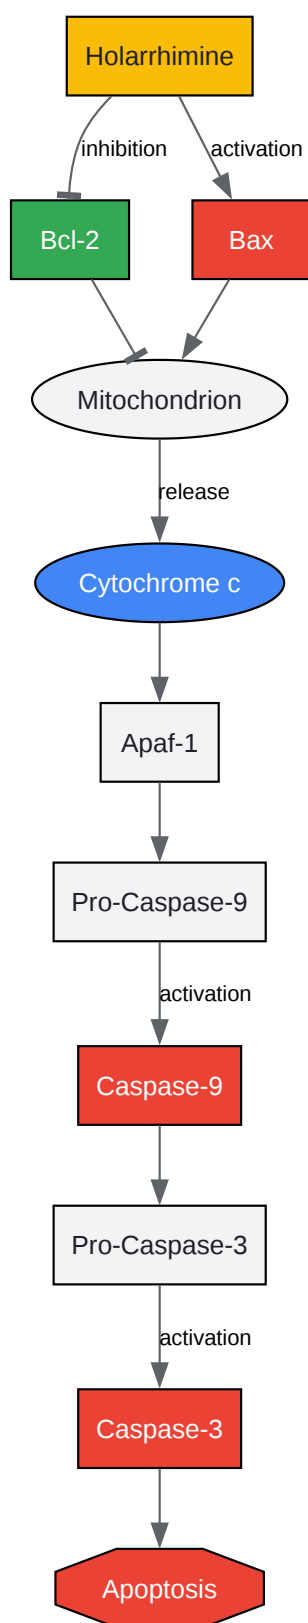 Holarrhimine
inhibition
activation
Bcl-2
Bax
Mitochondrion
release
Cytochrome c
Apaf-1
Pro-Caspase-9
activation
Caspase-9
Pro-Caspase-3
activation
Caspase-3
Apoptosis